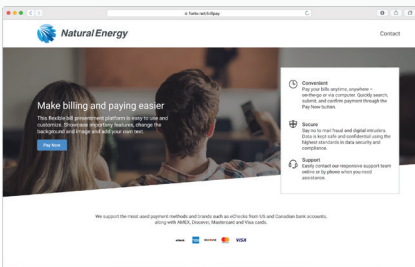 Natural Energy
Contact
Make billing and paying easier
This flexible bill presentment platform is easy to use and
customize. Showcase importany features, change the
background and image and add your own text.
Pay Now
Convenient
Pay your bills anytime, anywhere –
on-the-go or via computer. Quickly search,
submit, and confirm payment through the
Pay Now button.
Secure
Say no to mail fraud and digital intruders.
Data is kept safe and confidential using the
highest standards in data security and
compliance.
Support
Easily contact our responsive support team
online or by phone when you need
assistance.
We support the most used payment methods and brands such as eChecks from US and Canadian bank accounts,
along with AMEX, Discover, Mastercard and Visa cards.
VISA